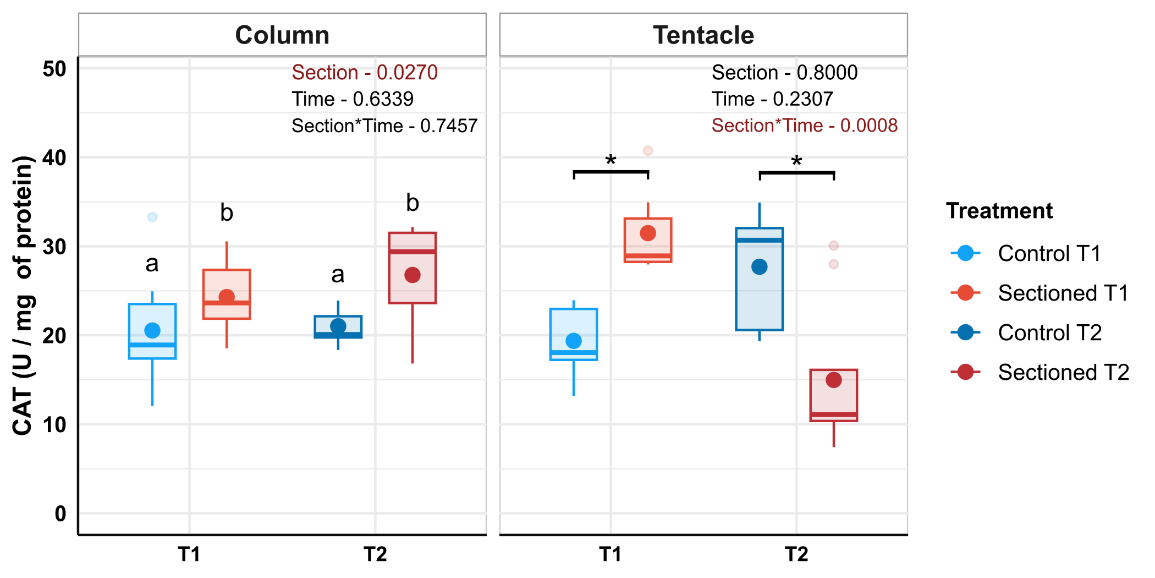 Column
Tentacle
Section - 0.0270
Time - 0.6339
Section*Time - 0.7457
Section - 0.8000
Time - 0.2307
Section*Time - 0.0008
CAT (U / mg of protein)
50
40
30
20
10
0
a
b
a
b
*
*
T1
T2
T1
T2
Treatment
Control T1
Sectioned T1
Control T2
Sectioned T2